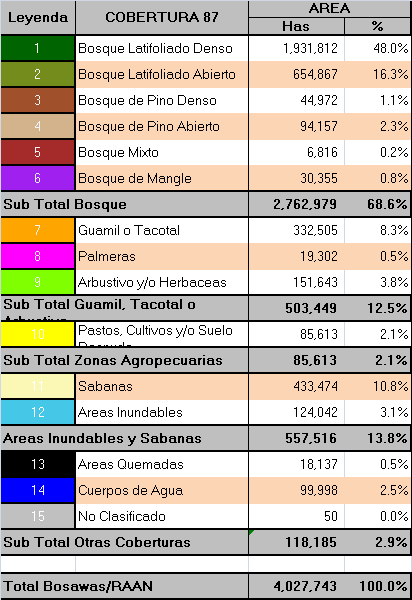 Leyenda COBERTURA 87 AREA
Has %
1 Bosque Latifoliado Denso 1,931,812 48.0%
2 Bosque Latifoliado Abierto 654,867 16.3%
3 Bosque de Pino Denso 44,972 1.1%
4 Bosque de Pino Abierto 94,157 2.3%
5 Bosque Mixto 6,816 0.2%
6 Bosque de Mangle 30,355 0.8%
Sub Total Bosque 2,762,979 68.6%
7 Guamil o Tacotal 332,505 8.3%
8 Palmeras 19,302 0.5%
9 Arbustivo y/o Herbaceas 151,643 3.8%
Sub Total Guamil, Tacotal o 503,449 12.5%
10 Pastos, Cultivos y/o Suelo 85,613 2.1%
Sub Total Zonas Agropecuarias 85,613 2.1%
11 Sabanas 433,474 10.8%
12 Areas Inundables 124,042 3.1%
Areas Inundables y Sabanas 557,516 13.8%
13 Areas Quemadas 18,137 0.5%
14 Cuerpos de Agua 99,998 2.5%
15 No Clasificado 50 0.0%
Sub Total Otras Coberturas 118,185 2.9%
Total Bosawas/RAAN 4,027,743 100.0%